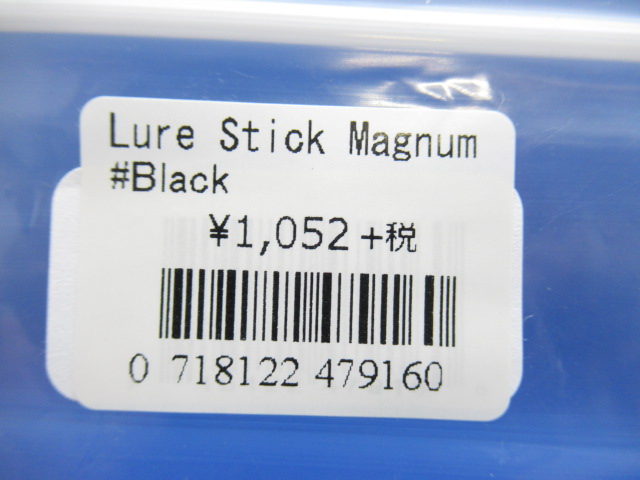 Lure Stick Magnum
#Black
¥1,052+税
0 718122 479160